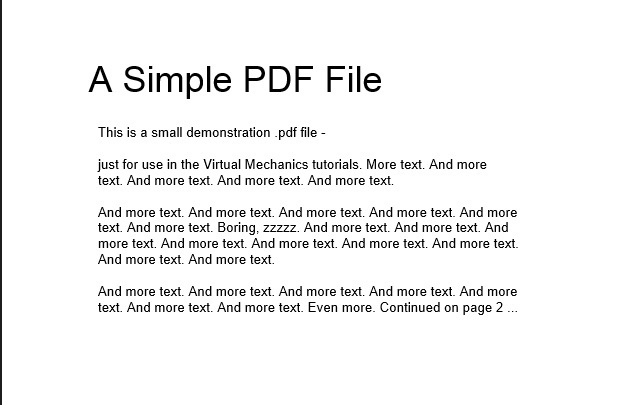 A Simple PDF File
This is a small demonstration .pdf file -
just for use in the Virtual Mechanics tutorials. More text. And more
text. And more text. And more text. And more text.
And more text. And more text. And more text. And more text. And more
text. And more text. Boring, zzzzz. And more text. And more text. And
more text. And more text. And more text. And more text. And more text.
And more text. And more text.
And more text. And more text. And more text. And more text. And more
text. And more text. And more text. Even more. Continued on page 2 ...